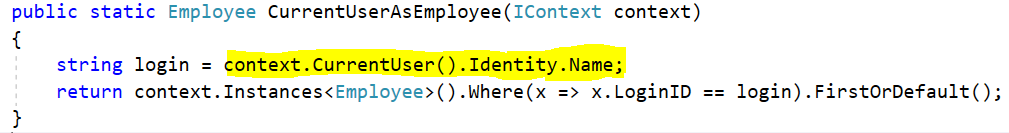 public static Employee CurrentUserAsEmployee(IContext context)
{
string login = context.CurrentUser().Identity.Name;
return context.Instances<Employee>().Where(x => x.LoginID == login).FirstOrDefault();
}